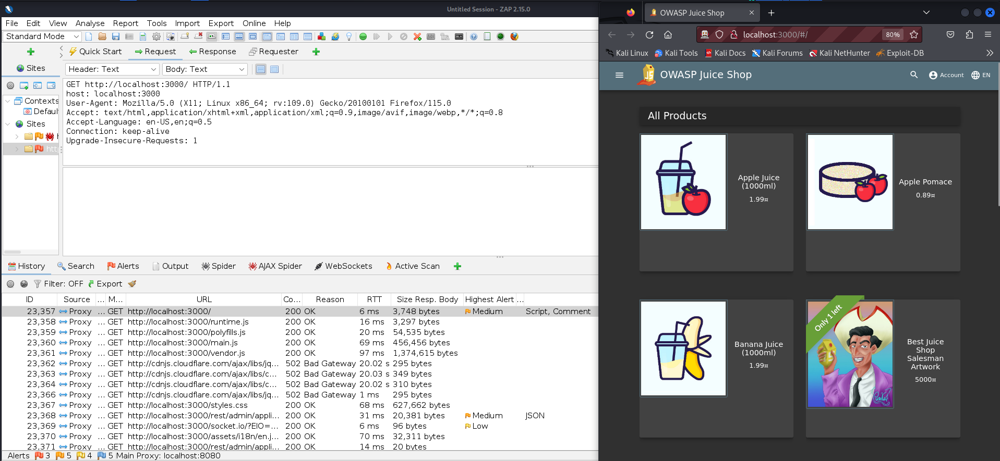 Untitled Session - ZAP 2.15.0
File Edit View Analyse Report Tools Import Export Online Help
Standard Mode
Quick Start Request Response Requester
Sites
Header: Text Body: Text
Contexts
Defaul
Sites
GET http://localhost:3000/ HTTP/1.1
host: localhost:3000
User-Agent: Mozilla/5.0 (X11; Linux x86_64; rv:109.0) Gecko/20100101 Firefox/115.0
Accept: text/html,application/xhtml+xml,application/xml;q=0.9,image/avif,image/webp,*/*;q=0.8
Accept-Language: en-US,en;q=0.5
Connection: keep-alive
Upgrade-Insecure-Requests: 1
History Search Alerts Output Spider AJAX Spider WebSockets Active Scan
Filter: OFF Export
ID Source ... M... URL Co... Reason RTT Size Resp. Body Highest Alert ...
23,357 Proxy ... GET http://localhost:3000/ 200 OK 6 ms 3,748 bytes Medium Script, Comment
23,358 Proxy ... GET http://localhost:3000/runtime.js 200 OK 16 ms 3,297 bytes
23,359 Proxy ... GET http://localhost:3000/polyfills.js 200 OK 20 ms 54,535 bytes
23,360 Proxy ... GET http://localhost:3000/main.js 200 OK 69 ms 456,456 bytes
23,361 Proxy ... GET http://localhost:3000/vendor.js 200 OK 97 ms 1,374,615 bytes
23,362 Proxy ... GET http://cdnjs.cloudflare.com/ajax/libs/jq... 502 Bad Gateway 20.02 s 295 bytes
23,363 Proxy ... GET http://cdnjs.cloudflare.com/ajax/libs/c... 502 Bad Gateway 20.03 s 349 bytes
23,364 Proxy ... GET http://cdnjs.cloudflare.com/ajax/libs/c... 502 Bad Gateway 20.02 s 310 bytes
23,366 Proxy ... GET http://cdnjs.cloudflare.com/ajax/libs/jq... 502 Bad Gateway 1 ms 295 bytes
23,367 Proxy ... GET http://localhost:3000/styles.css 200 OK 68 ms 627,662 bytes
23,368 Proxy ... GET http://localhost:3000/rest/admin/appli... 200 OK 31 ms 20,381 bytes Medium JSON
23,369 Proxy ... GET http://localhost:3000/socket.io/?EIO=... 200 OK 6 ms 96 bytes Low
23,370 Proxy ... GET http://localhost:3000/assets/i18n/en.j... 200 OK 70 ms 32,311 bytes
23,371 Proxy ... GET http://localhost:3000/rest/admin/appli... 200 OK 14 ms 20 bytes
Alerts 3 5 4 5 Main Proxy: localhost:8080
OWASP Juice Shop
localhost:3000/#/ 80%
Kali Linux Kali Tools Kali Docs Kali Forums Kali NetHunter Exploit-DB
JS OWASP Juice Shop Account EN
All Products
Apple Juice
(1000ml)
1.99¤
Apple Pomace
0.89¤
Banana Juice
(1000ml)
1.99¤
Only 1 left
Best Juice
Shop
Salesman
Artwork
5000¤